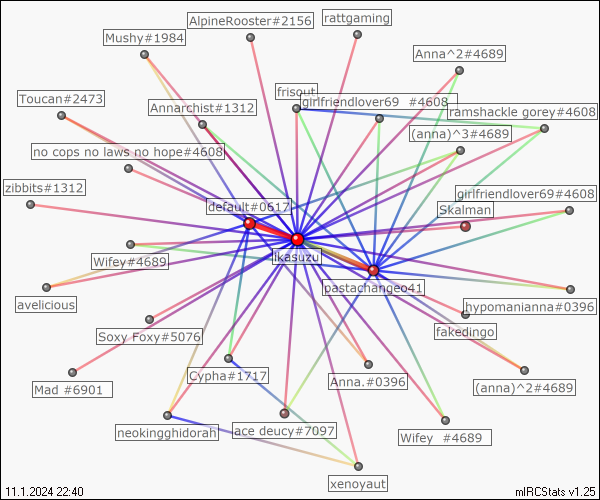 AlpineRooster#2156
rattgaming
Mushy#1984
Anna^2#4689
Toucan#2473
Annarchist#1312
frisout
girlfriendlover69 #4608
ramshackle gorey#4608
(anna)^3#4689
no cops no laws no hope#4608
zibbits#1312
default#0617
girlfriendlover69#4608
Skalman
Wifey#4689
ikasuzu
pastachangeo41
avelicious
hypomanianna#0396
Soxy Foxy#5076
fakedingo
Mad #6901
Cypha#1717
Anna.#0396
(anna)^2#4689
neokingghidorah
ace deucy#7097
Wifey #4689
xenoyaut
11.1.2024 22:40
mIRCStats v1.25